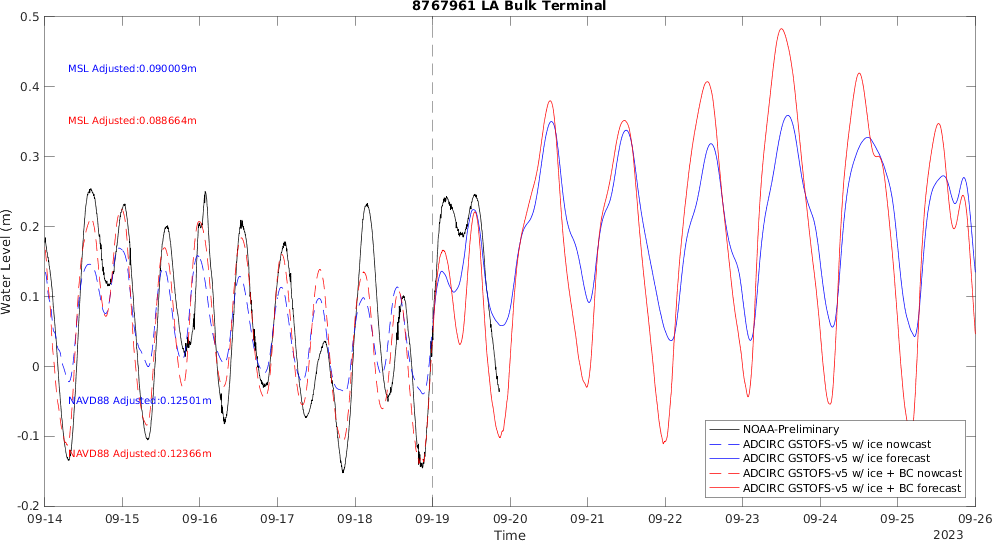 8767961 LA Bulk Terminal
0.5
MSL Adjusted:0.090009m
0.4
MSL Adjusted:0.088664m
0.3
0.2
Water Level (m)
0.1
0
NAVD88 Adjusted:0.12501m
-0.1
NAVD88 Adjusted:0.12366m
-0.2
NOAA-Preliminary
ADCIRC GSTOFS-v5 w/ ice nowcast
ADCIRC GSTOFS-v5 w/ ice forecast
ADCIRC GSTOFS-v5 w/ ice + BC nowcast
ADCIRC GSTOFS-v5 w/ ice + BC forecast
09-14 09-15 09-16 09-17 09-18 09-19 09-20 09-21 09-22 09-23 09-24 09-25 09-26
Time
2023